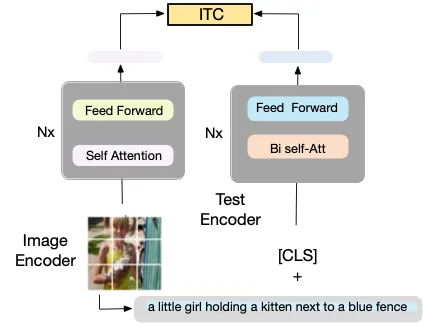 ITC
Feed Forward
Feed Forward
Nx
Nx
Self Attention
Bi self-Att
Test
Encoder
Image
Encoder
[CLS]
+
a little girl holding a kitten next to a blue fence